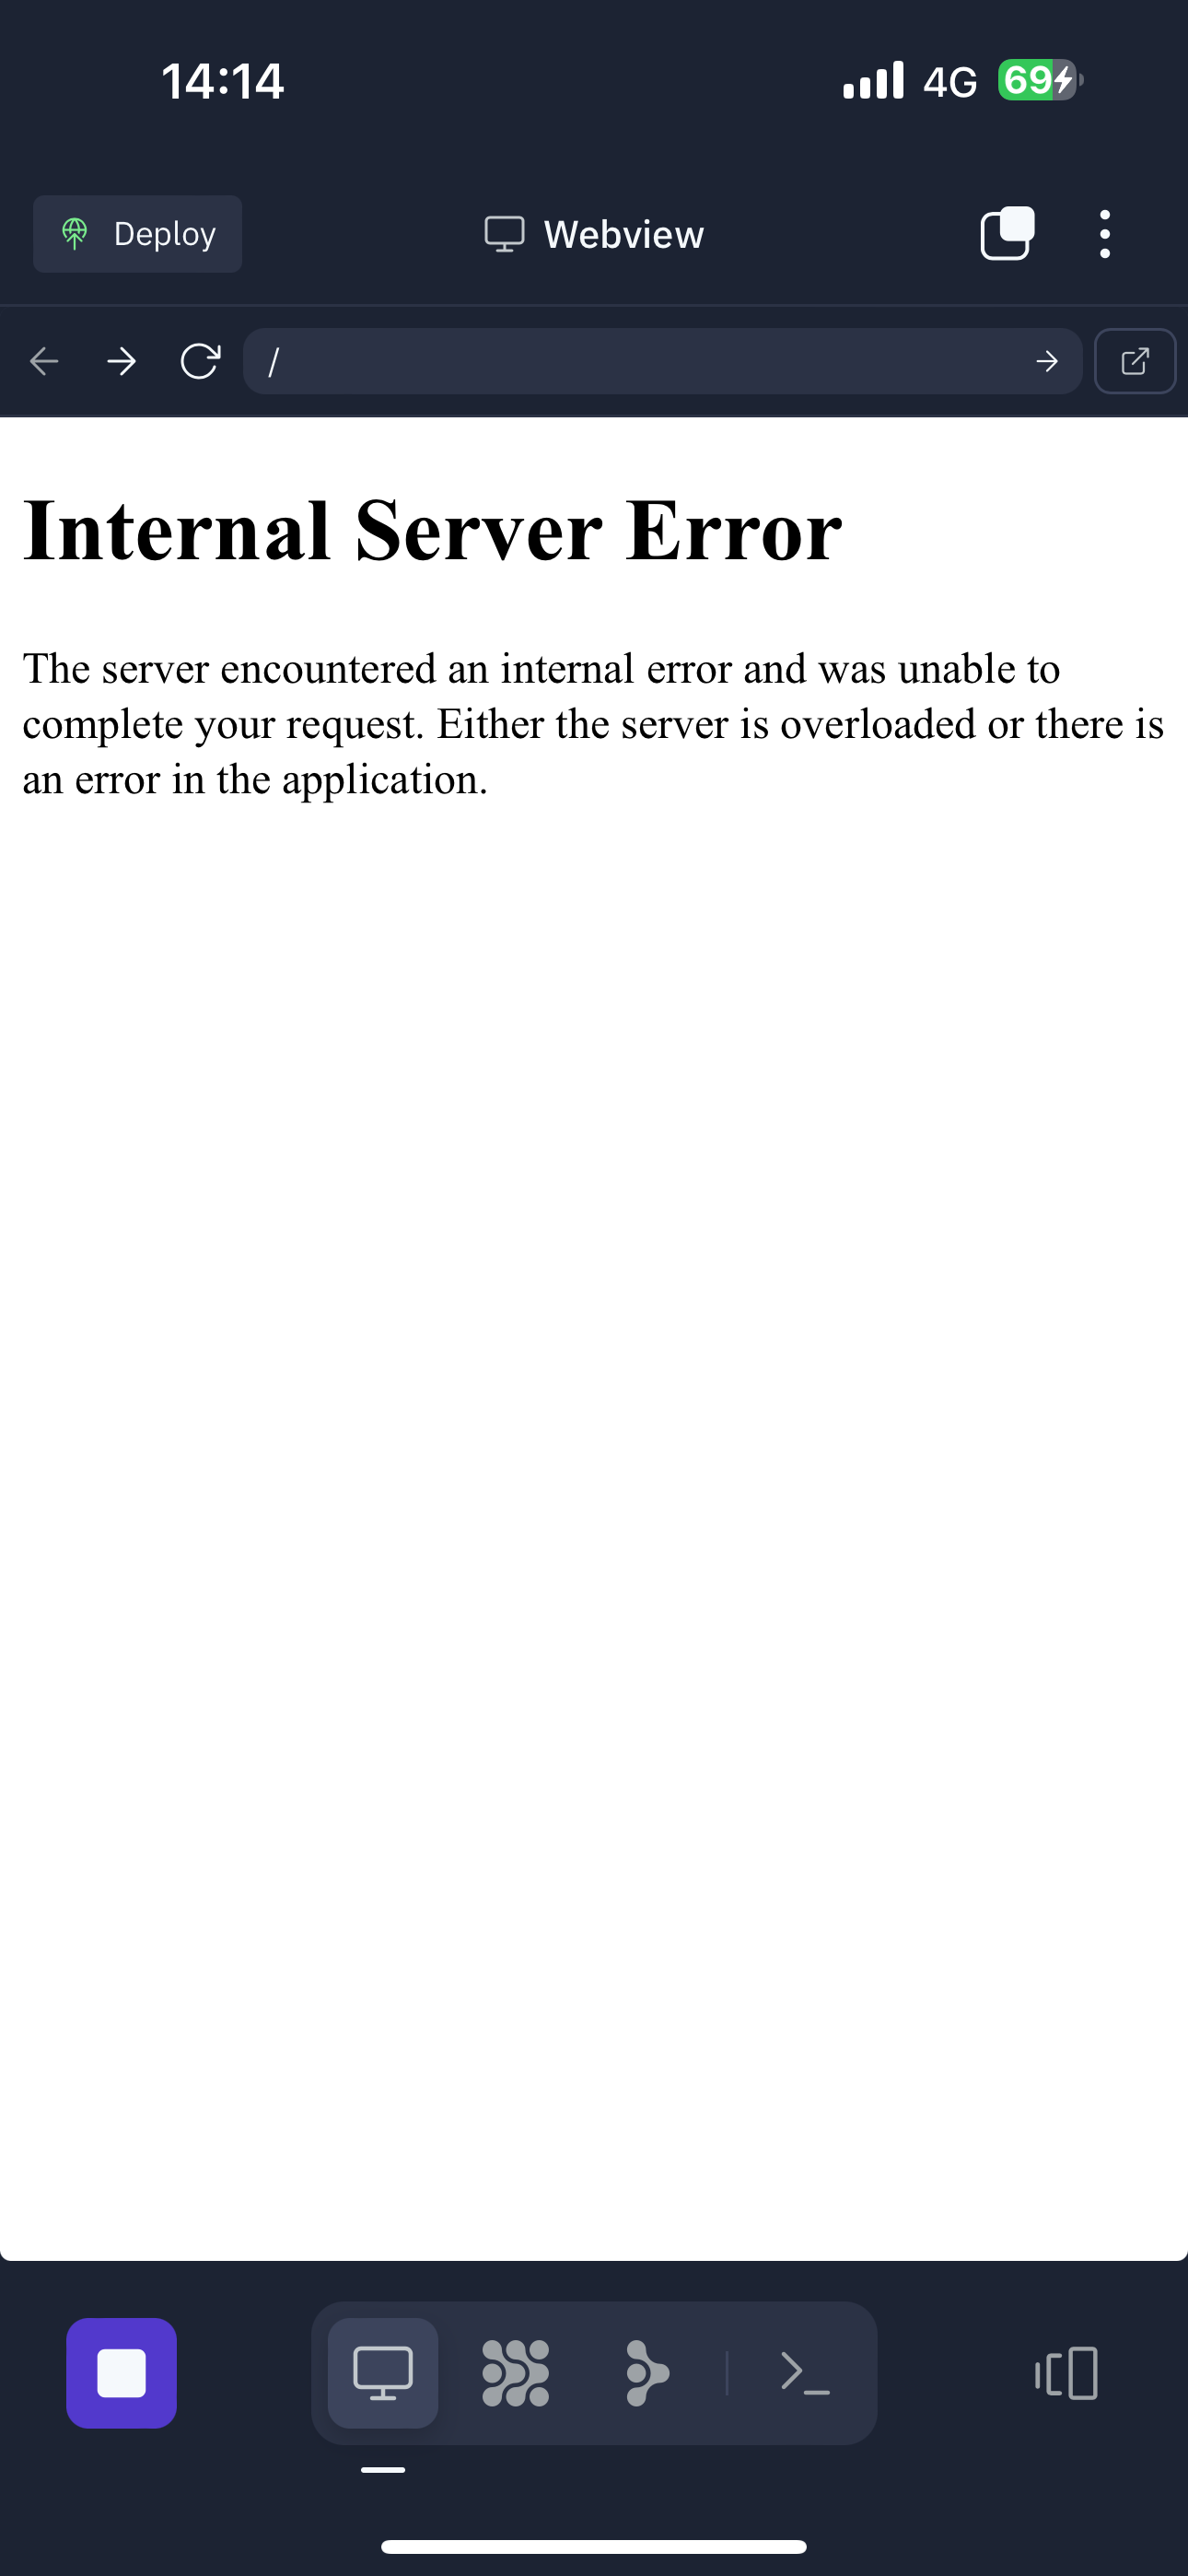 14:14 4G 69
Deploy Webview
/
Internal Server Error
The server encountered an internal error and was unable to
complete your request. Either the server is overloaded or there is
an error in the application.